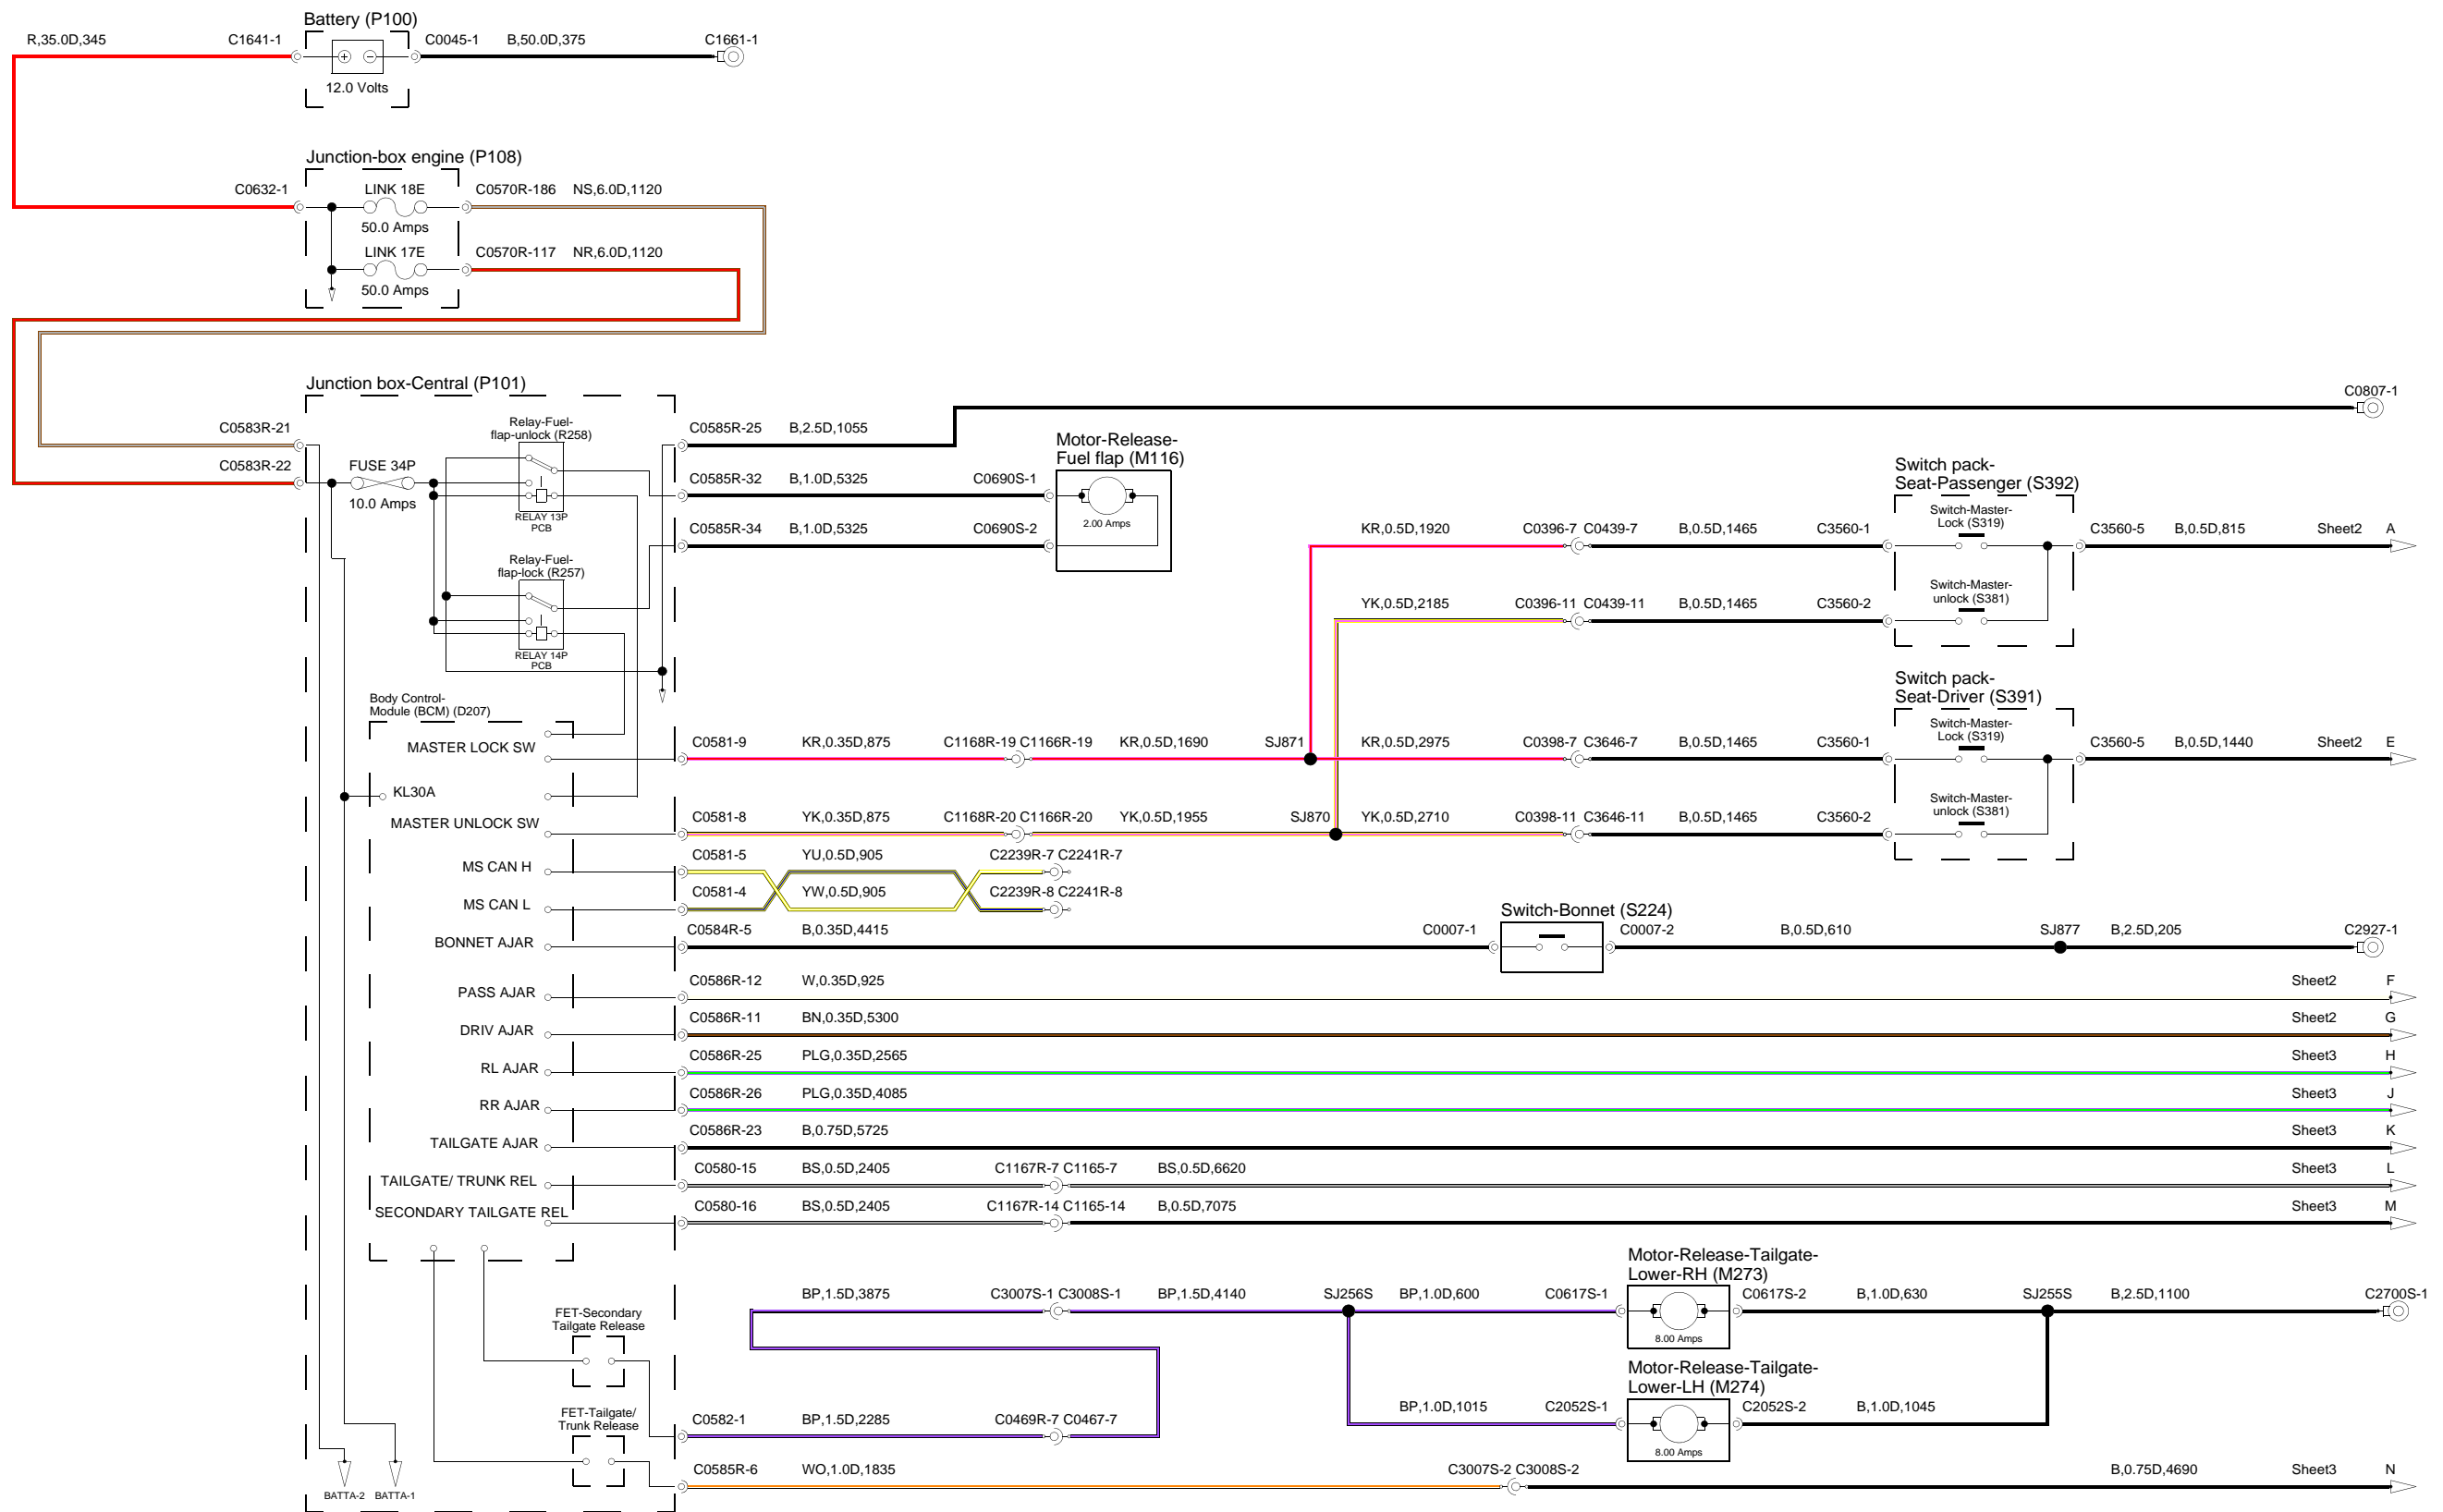 Battery (P100)
R,35.0D,345 C1641-1 C0045-1 B,50.0D,375 C1661-1
12.0 Volts
Junction-box engine (P108)
C0632-1 LINK 18E C0570R-186 NS,6.0D,1120
50.0 Amps
LINK 17E C0570R-117 NR,6.0D,1120
50.0 Amps
Junction box-Central (P101)
C0807-1
C0583R-21 Relay-Fuel-
flap-unlock (R258) C0585R-25 B,2.5D,1055
C0583R-22 FUSE 34P
10.0 Amps
RELAY 13P
PCB
C0585R-32 B,1.0D,5325 C0690S-1
Motor-Release-
Fuel flap (M116)
2.00 Amps
C0585R-34 B,1.0D,5325 C0690S-2
Relay-Fuel-
flap-lock (R257)
RELAY 14P
PCB
Switch pack-
Seat-Passenger (S392)
Switch-Master-
Lock (S319)
KR,0.5D,1920 C0396-7 C0439-7 B,0.5D,1465 C3560-1 C3560-5 B,0.5D,815 Sheet2 A
Switch-Master-
unlock (S381)
YK,0.5D,2185 C0396-11 C0439-11 B,0.5D,1465 C3560-2
Switch pack-
Seat-Driver (S391)
Switch-Master-
Lock (S319)
Body Control-
Module (BCM) (D207)
MASTER LOCK SW C0581-9 KR,0.35D,875 C1168R-19 C1166R-19 KR,0.5D,1690 SJ871 KR,0.5D,2975 C0398-7 C3646-7 B,0.5D,1465 C3560-1 C3560-5 B,0.5D,1440 Sheet2 E
KL30A
Switch-Master-
unlock (S381)
MASTER UNLOCK SW C0581-8 YK,0.35D,875 C1168R-20 C1166R-20 YK,0.5D,1955 SJ870 YK,0.5D,2710 C0398-11 C3646-11 B,0.5D,1465 C3560-2
MS CAN H C0581-5 YU,0.5D,905 C2239R-7 C2241R-7
MS CAN L C0581-4 YW,0.5D,905 C2239R-8 C2241R-8
Switch-Bonnet (S224)
BONNET AJAR C0584R-5 B,0.35D,4415 C0007-1 C0007-2 B,0.5D,610 SJ877 B,2.5D,205 C2927-1
PASS AJAR C0586R-12 W,0.35D,925 Sheet2 F
DRIV AJAR C0586R-11 BN,0.35D,5300 Sheet2 G
RL AJAR C0586R-25 PLG,0.35D,2565 Sheet3 H
RR AJAR C0586R-26 PLG,0.35D,4085 Sheet3 J
TAILGATE AJAR C0586R-23 B,0.75D,5725 Sheet3 K
TAILGATE/ TRUNK REL C0580-15 BS,0.5D,2405 C1167R-7 C1165-7 BS,0.5D,6620 Sheet3 L
SECONDARY TAILGATE REL C0580-16 BS,0.5D,2405 C1167R-14 C1165-14 B,0.5D,7075 Sheet3 M
Motor-Release-Tailgate-
Lower-RH (M273)
BP,1.5D,3875 C3007S-1 C3008S-1 BP,1.5D,4140 SJ256S BP,1.0D,600 C0617S-1 C0617S-2 B,1.0D,630 SJ255S B,2.5D,1100 C2700S-1
8.00 Amps
FET-Secondary
Tailgate Release
Motor-Release-Tailgate-
Lower-LH (M274)
BP,1.0D,1015 C2052S-1 C2052S-2 B,1.0D,1045
8.00 Amps
FET-Tailgate/
Trunk Release
C0582-1 BP,1.5D,2285 C0469R-7 C0467-7
C0585R-6 WO,1.0D,1835 C3007S-2 C3008S-2 B,0.75D,4690 Sheet3 N
BATTA-2 BATTA-1